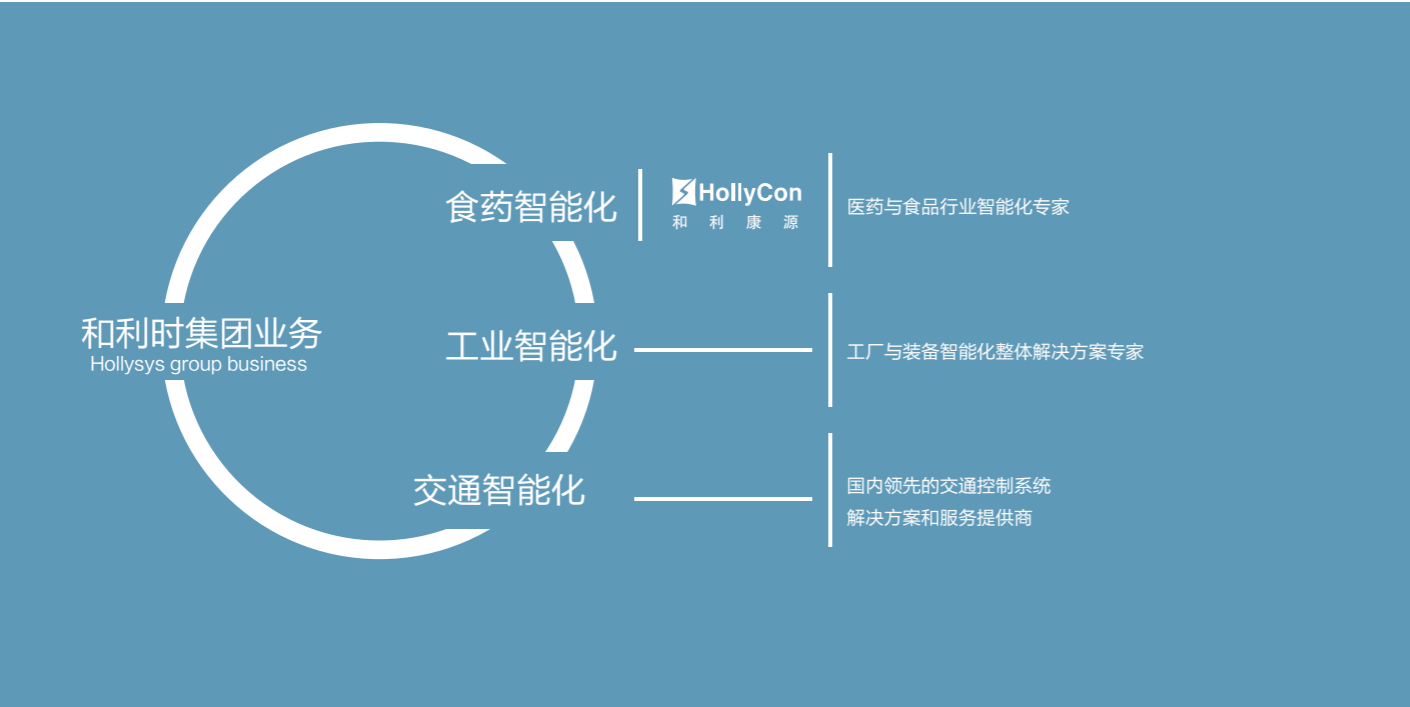 和利时集团业务
Hollysys group business
食药智能化
HollyCon
和利康源
医药与食品行业智能化专家
工业智能化
工厂与装备智能化整体解决方案专家
交通智能化
国内领先的交通控制系统
解决方案和服务提供商